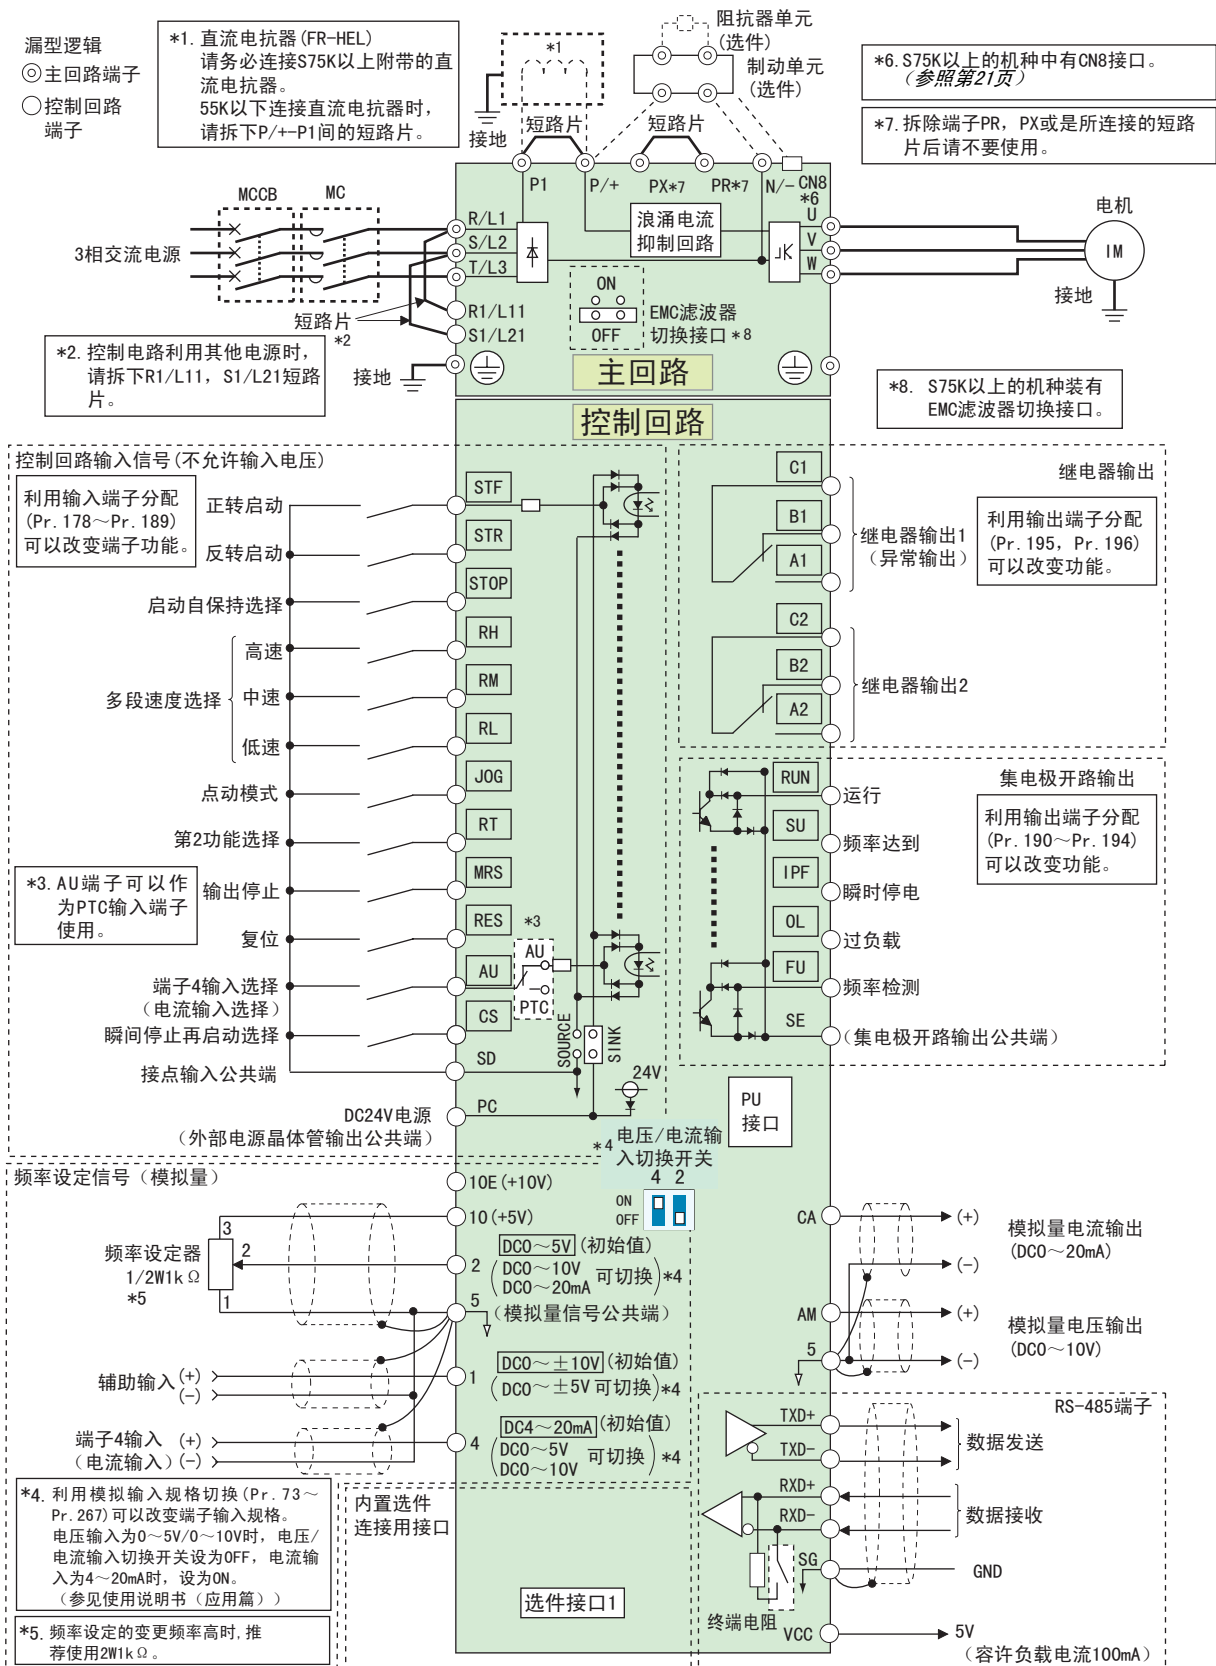 漏型逻辑
◎主回路端子
○控制回路
端子
*1. 直流电抗器(FR-HEL)
请务必连接S75K以上附带的直
流电抗器。
55K以下连接直流电抗器时，
请拆下P/+-P1间的短路片。
*1
接地
阻抗器单元
(选件)
制动单元
(选件)
*6. S75K以上的机种中有CN8接口。
(参照第21页)
*7. 拆除端子PR，PX或是所连接的短路
片后请不要使用。
短路片
短路片
P1
P/+
PX*7
PR*7
N/-
CN8
*6
MCCB
MC
3相交流电源
R/L1
S/L2
T/L3
R1/L11
S1/L21
短路片
*2
浪涌电流
抑制回路
U
V
W
电机
IM
接地
ON
OFF
EMC滤波器
切换接口*8
*2. 控制电路利用其他电源时，
请拆下R1/L11，S1/L21短路
片。
接地
主回路
*8. S75K以上的机种装有
EMC滤波器切换接口。
控制回路
控制回路输入信号(不允许输入电压)
利用输入端子分配
(Pr.178～Pr.189)
可以改变端子功能。
正转启动
STF
反转启动
STR
启动自保持选择
STOP
多段速度选择
高速
RH
中速
RM
低速
RL
点动模式
JOG
第2功能选择
RT
*3. AU端子可以作
为PTC输入端子
使用。
输出停止
MRS
复位
RES
*3
端子4输入选择
(电流输入选择)
AU
AU
PTC
瞬间停止再启动选择
CS
接点输入公共端
SD
SOURCE
SINK
24V
DC24V电源
(外部电源晶体管输出公共端)
PC
继电器输出
C1
B1
A1
继电器输出1
(异常输出)
利用输出端子分配
(Pr.195，Pr.196)
可以改变功能。
C2
B2
A2
继电器输出2
集电极开路输出
RUN
运行
SU
频率达到
IPF
瞬时停电
OL
过负载
FU
频率检测
SE
(集电极开路输出公共端)
利用输出端子分配
(Pr.190～Pr.194)
可以改变功能。
PU
接口
*4 电压/电流输
入切换开关
4 2
ON
OFF
频率设定信号（模拟量）
10E(+10V)
10(+5V)
频率设定器
1/2W1kΩ
*5
3
2
1
2
DC0～5V (初始值)
DC0～10V
DC0～20mA
可切换
*4
5
(模拟量信号公共端)
辅助输入
(+)
(-)
1
DC0～±10V (初始值)
(DC0～±5V可切换)*4
端子4输入
(电流输入)
(+)
(-)
4
DC4～20mA (初始值)
DC0～5V
DC0～10V
可切换
*4
CA
(+)
(-)
模拟量电流输出
(DC0～20mA)
AM
(+)
5
(-)
模拟量电压输出
(DC0～10V)
RS-485端子
TXD+
TXD-
数据发送
RXD+
RXD-
数据接收
SG
GND
终端电阻
VCC
5V
(容许负载电流100mA)
*4. 利用模拟输入规格切换(Pr.73～
Pr.267)可以改变端子输入规格。
电压输入为0～5V/0～10V时，电压/
电流输入切换开关设为OFF，电流输
入为4～20mA时，设为ON。
(参见使用说明书（应用篇）)
*5. 频率设定的变更频率高时,推
荐使用2W1kΩ。
内置选件
连接用接口
选件接口1